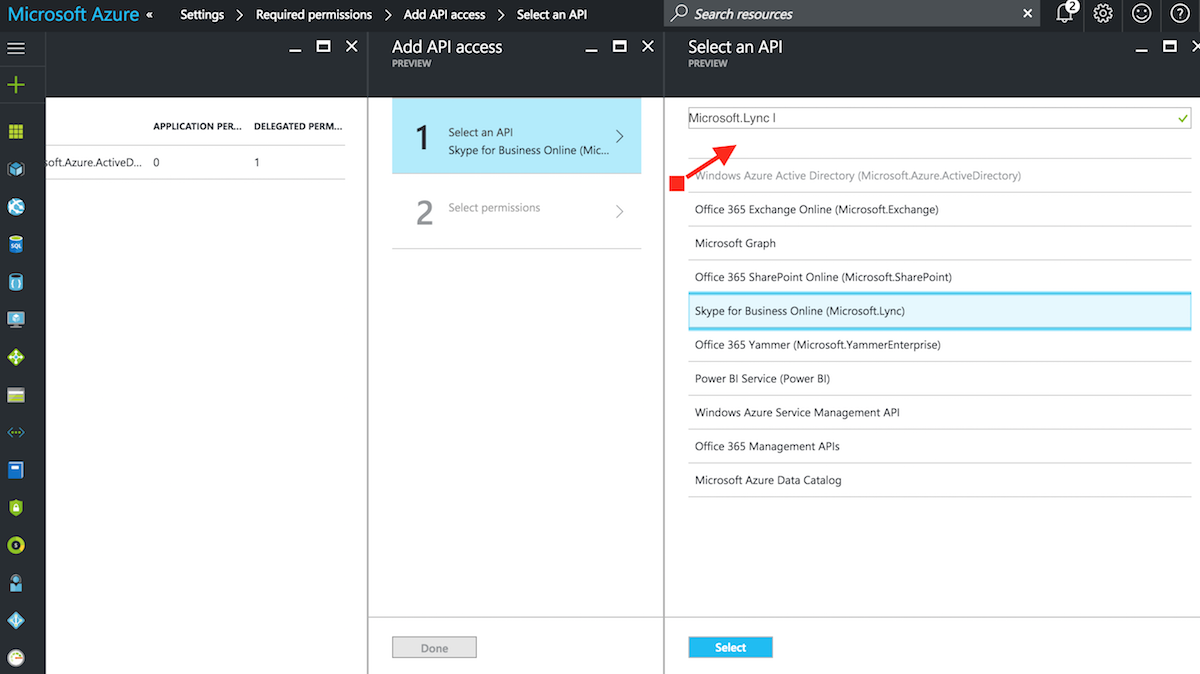 Microsoft Azure «
Settings > Required permissions > Add API access > Select an API
Search resources
2
Add API access
PREVIEW
Select an API
PREVIEW
APPLICATION PER... DELEGATED PERM...
soft.Azure.ActiveD... 0 1
1
Select an API
Skype for Business Online (Mic...
2
Select permissions
Done
Microsoft.Lync l
Windows Azure Active Directory (Microsoft.Azure.ActiveDirectory)
Office 365 Exchange Online (Microsoft.Exchange)
Microsoft Graph
Office 365 SharePoint Online (Microsoft.SharePoint)
Skype for Business Online (Microsoft.Lync)
Office 365 Yammer (Microsoft.YammerEnterprise)
Power BI Service (Power BI)
Windows Azure Service Management API
Office 365 Management APIs
Microsoft Azure Data Catalog
Select